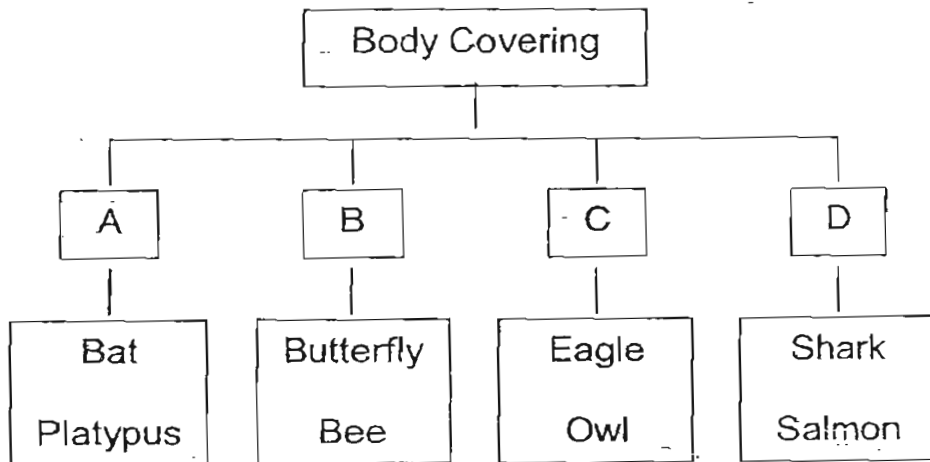 Body Covering
A
B
C
D
Bat
Platypus
Butterfly
Bee
Eagle
Owl
Shark
Salmon